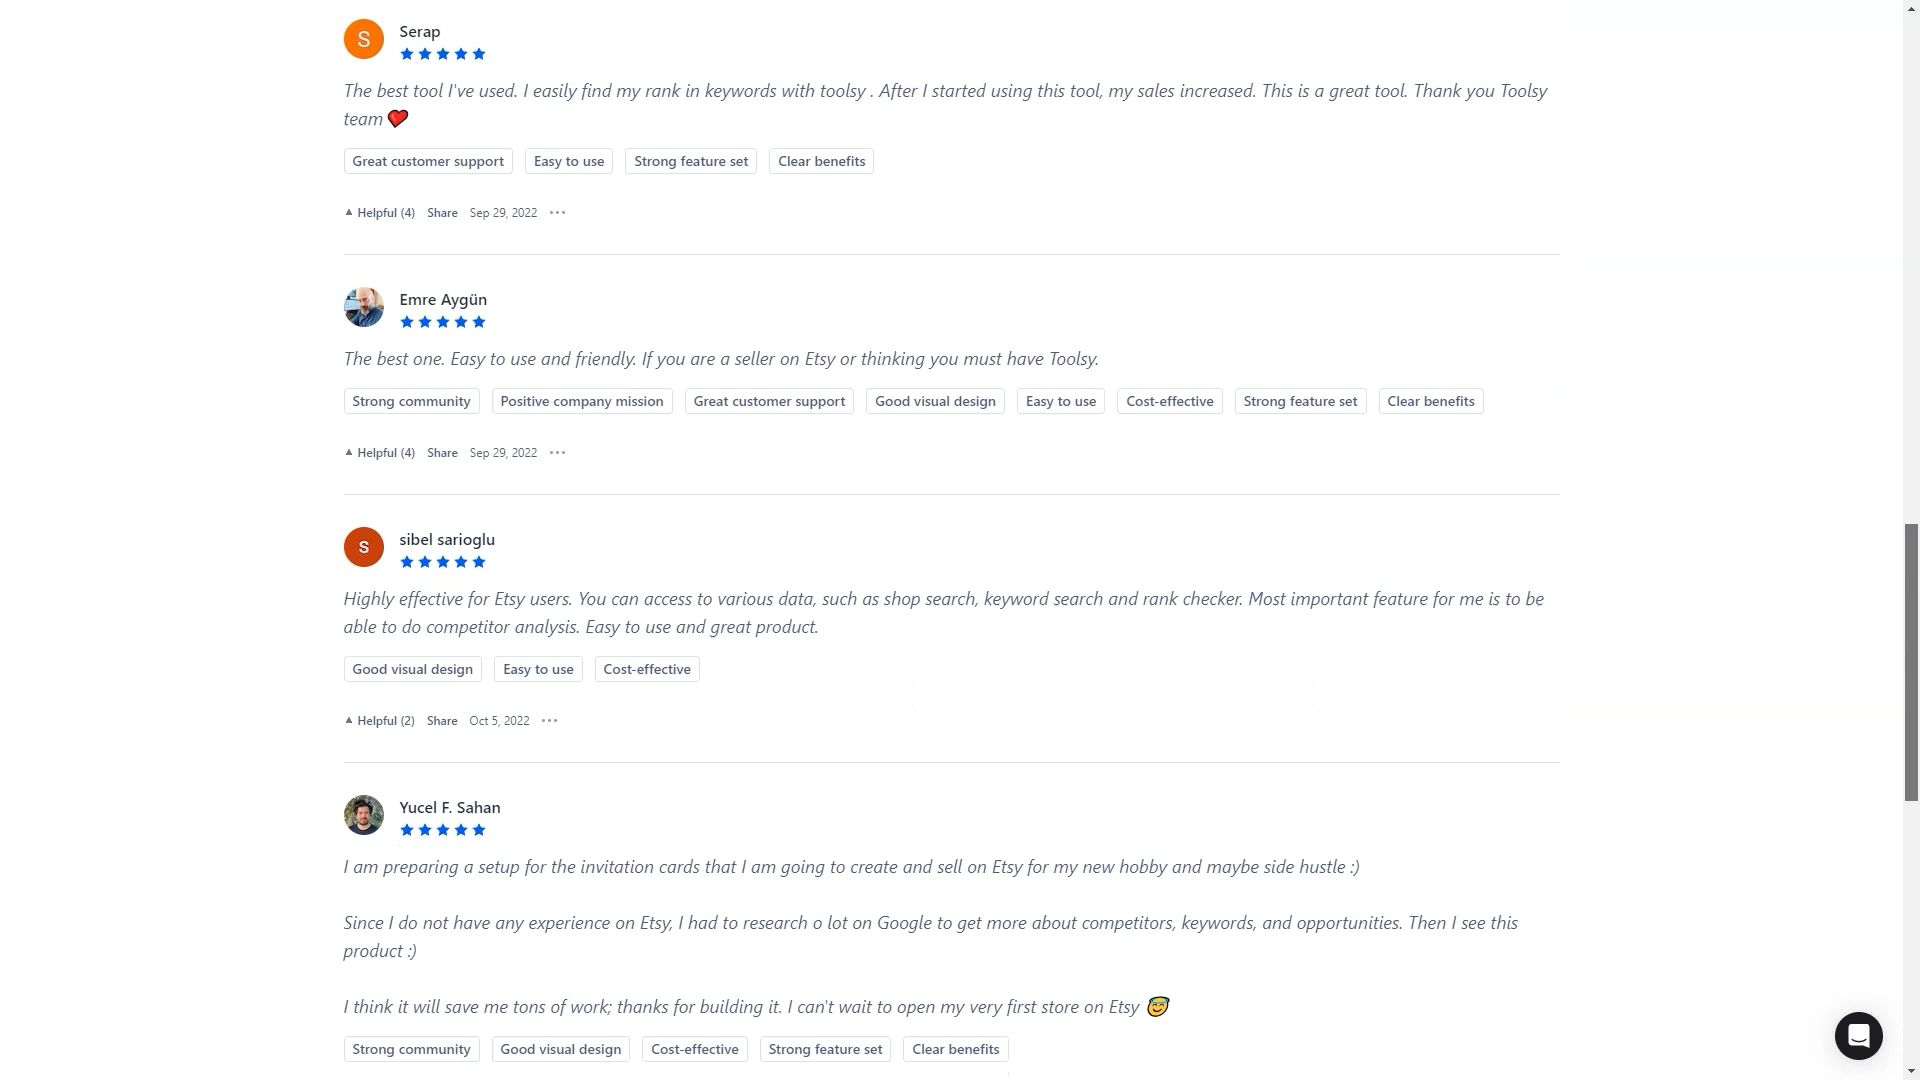 S
Serap
The best tool I've used. I easily find my rank in keywords with toolsy . After I started using this tool, my sales increased. This is a great tool. Thank you Toolsy
team ❤️
Great customer support Easy to use Strong feature set Clear benefits
▲ Helpful (4) Share Sep 29, 2022 •••
Emre Aygün
The best one. Easy to use and friendly. If you are a seller on Etsy or thinking you must have Toolsy.
Strong community Positive company mission Great customer support Good visual design Easy to use Cost-effective Strong feature set Clear benefits
▲ Helpful (4) Share Sep 29, 2022 •••
S
sibel sarioglu
Highly effective for Etsy users. You can access to various data, such as shop search, keyword search and rank checker. Most important feature for me is to be
able to do competitor analysis. Easy to use and great product.
Good visual design Easy to use Cost-effective
▲ Helpful (2) Share Oct 5, 2022 •••
Yucel F. Sahan
I am preparing a setup for the invitation cards that I am going to create and sell on Etsy for my new hobby and maybe side hustle :)
Since I do not have any experience on Etsy, I had to research o lot on Google to get more about competitors, keywords, and opportunities. Then I see this
product :)
I think it will save me tons of work; thanks for building it. I can't wait to open my very first store on Etsy 😇
Strong community Good visual design Cost-effective Strong feature set Clear benefits